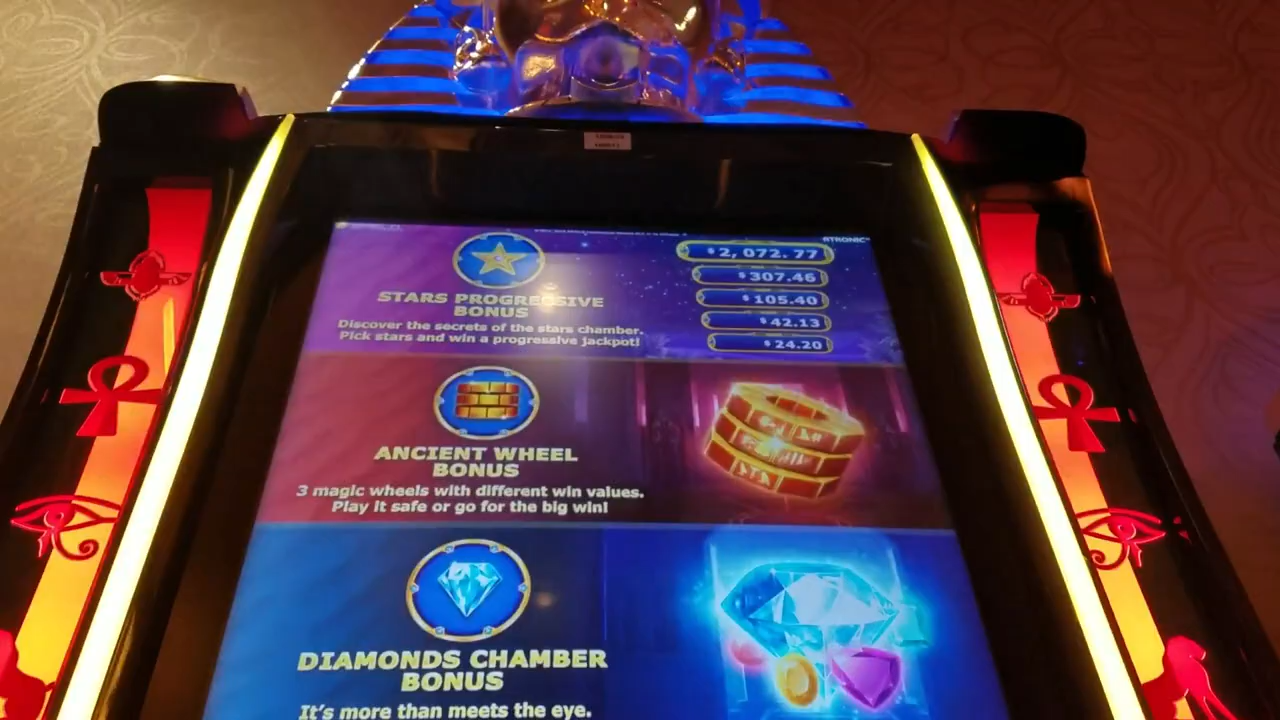 ATRONIC
$2,072.77
STARS PROGRESSIVE
BONUS
$307.46
$105.40
Discover the secrets of the stars chamber.
Pick stars and win a progressive jackpot!
$42.13
$24.20
ANCIENT WHEEL
BONUS
3 magic wheels with different win values.
Play it safe or go for the big win!
DIAMONDS CHAMBER
BONUS
It's more than meets the eye.